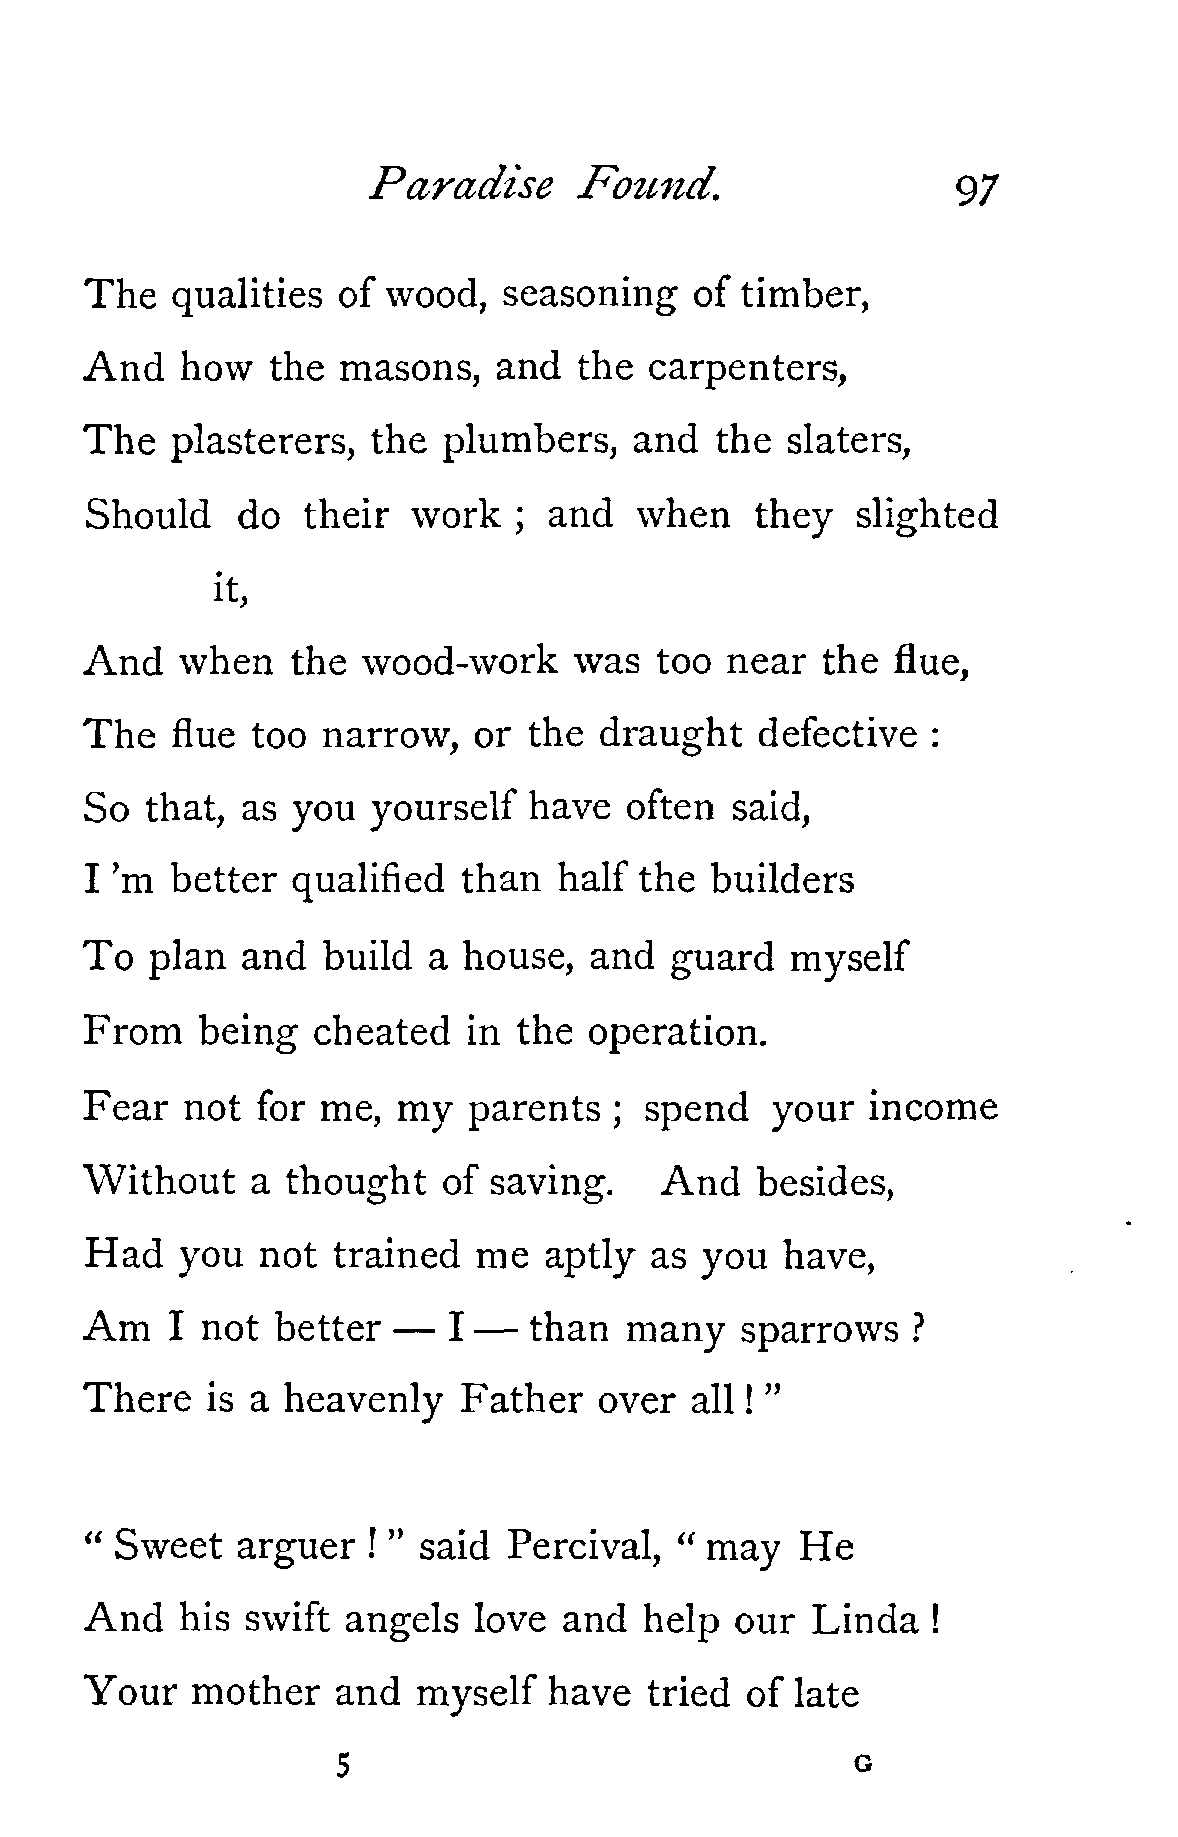 Paradise Found. 97
The qualities of wood, seasoning of timber,
And how the masons, and the carpenters,
The plasterers, the plumbers, and the slaters,
Should do their work ; and when they slighted
it,
And when the wood-work was too near the flue,
The flue too narrow, or the draught defective :
So that, as you yourself have often said,
I 'm better qualified than half the builders
To plan and build a house, and guard myself
From being cheated in the operation.
Fear not for me, my parents ; spend your income
Without a thought of saving. And besides,
Had you not trained me aptly as you have,
Am I not better — I — than many sparrows ?
There is a heavenly Father over all ! ”
“ Sweet arguer ! ” said Percival, “ may He
And his swift angels love and help our Linda !
Your mother and myself have tried of late
5 G